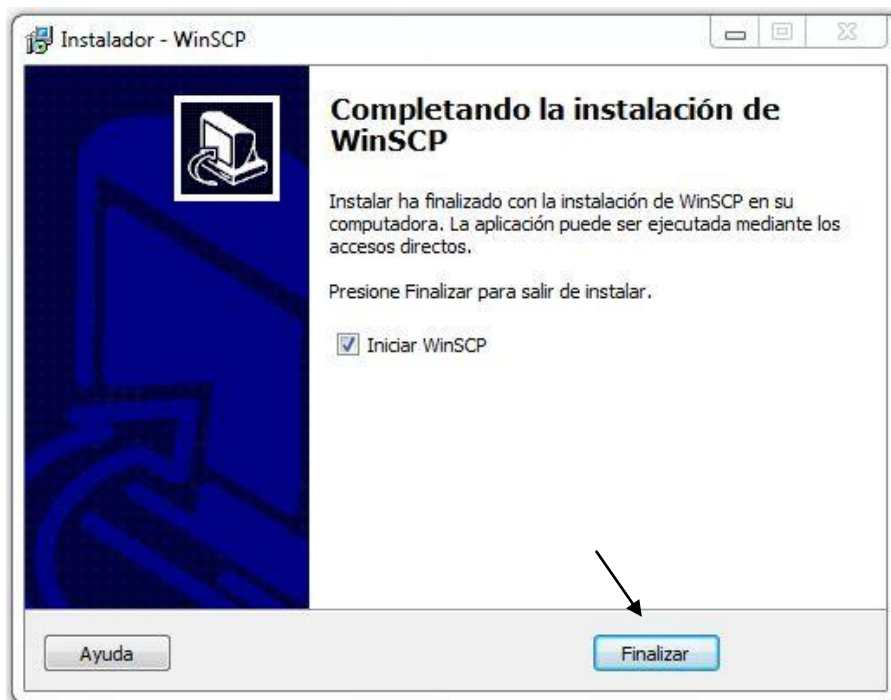 Instalador - WinSCP
Completando la instalación de
WinSCP
Instalar ha finalizado con la instalación de WinSCP en su
computadora. La aplicación puede ser ejecutada mediante los
accesos directos.
Presione Finalizar para salir de instalar.
Iniciar WinSCP
Ayuda
Finalizar